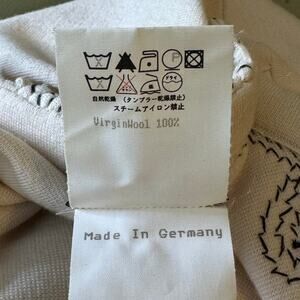 P
ドライ
自然乾燥 (タンブラー乾燥禁止)
スチームアイロン禁止
VirginWool 100%
Made In Germany